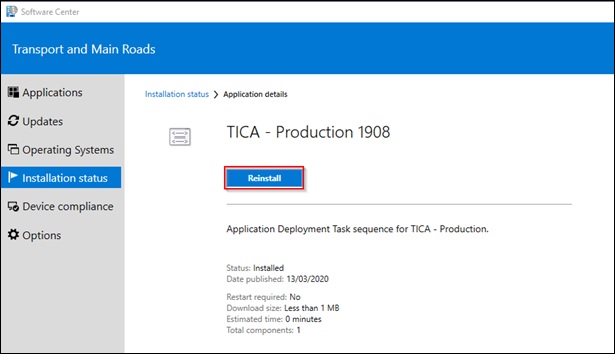 Software Center
Transport and Main Roads
Applications
Updates
Operating Systems
Installation status
Device compliance
Options
Installation status > Application details
TICA - Production 1908
Reinstall
Application Deployment Task sequence for TICA - Production.
Status: Installed
Date published: 13/03/2020
Restart required: No
Download size: Less than 1 MB
Estimated time: 0 minutes
Total components: 1